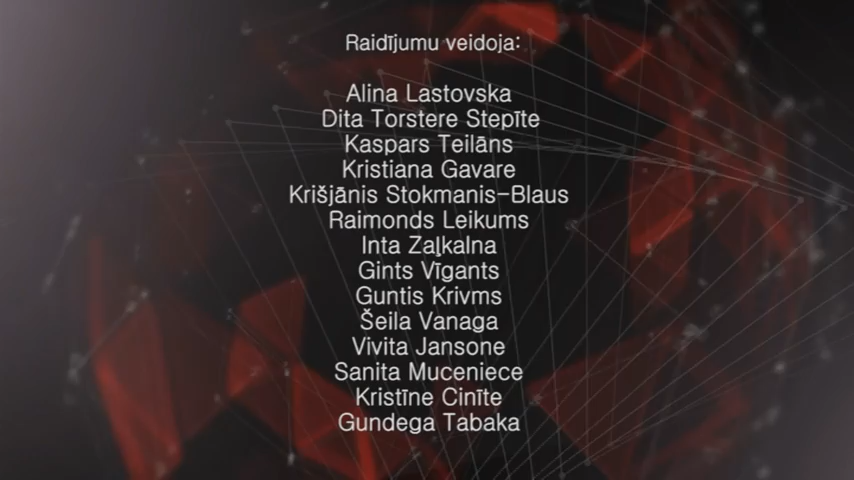 Raidījumu veidoja:
Alina Lastovska
Dita Torstere Stepīte
Kaspars Teilāns
Kristiana Gavare
Krišjānis Stokmanis-Blaus
Raimonds Leikums
Inta Zaļkalna
Gints Vīgants
Guntis Krivms
Šeila Vanaga
Vivita Jansone
Sanita Muceniece
Kristīne Cinīte
Gundega Tabaka